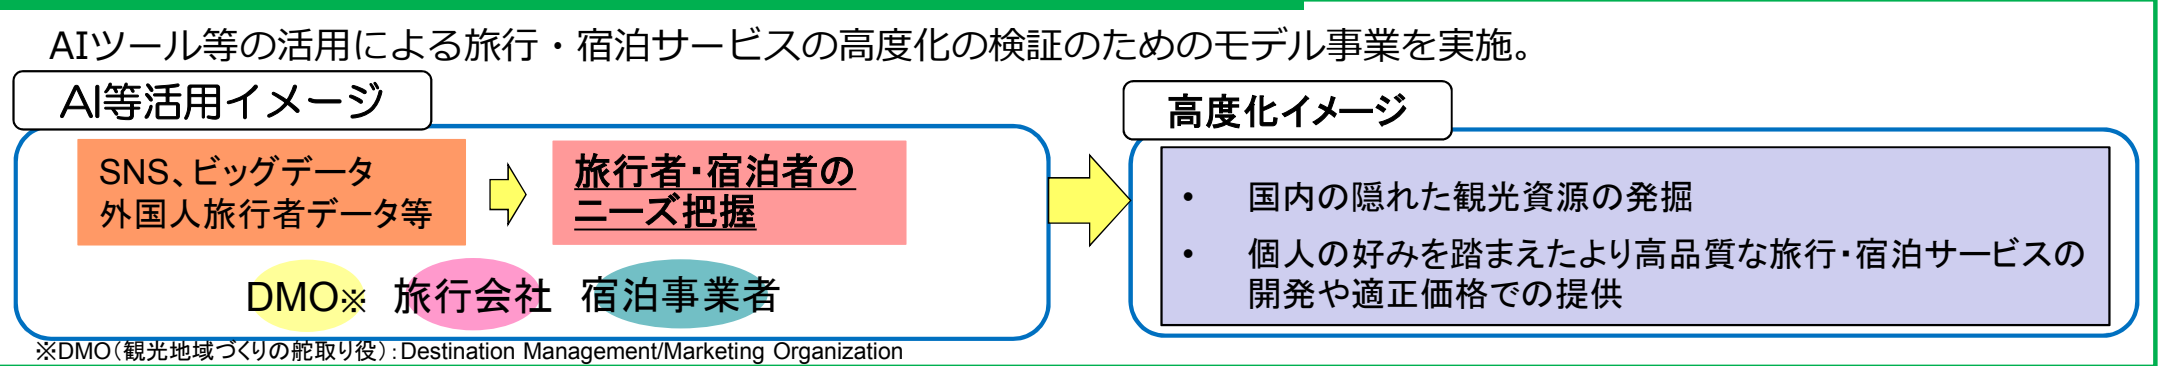 AIツール等の活用による旅行・宿泊サービスの高度化の検証のためのモデル事業を実施。
AI等活用イメージ
SNS、ビッグデータ
外国人旅行者データ等
旅行者・宿泊者の
ニーズ把握
DMO※ 旅行会社 宿泊事業者
※DMO(観光地域づくりの舵取り役):Destination Management/Marketing Organization
高度化イメージ
• 国内の隠れた観光資源の発掘
• 個人の好みを踏まえたより高品質な旅行・宿泊サービスの
開発や適正価格での提供